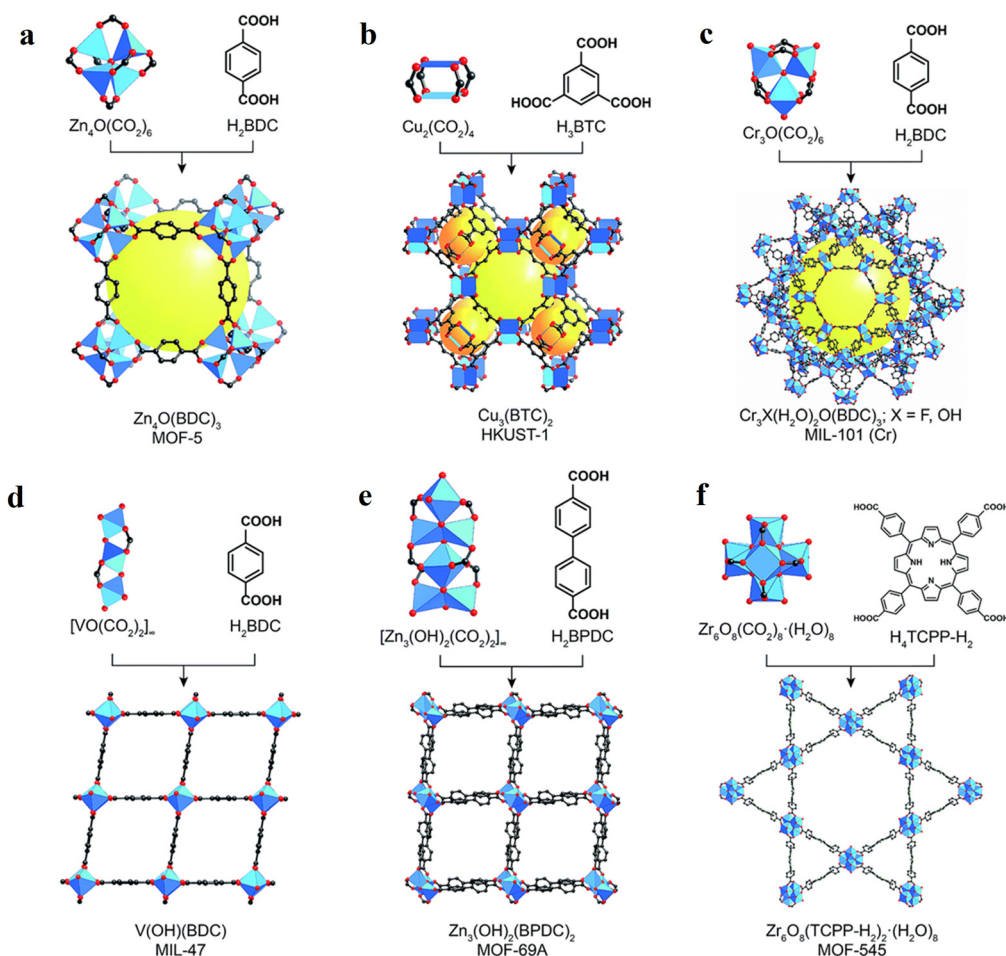 a
COOH
COOH
Zn₄O(CO₂)₆
H₂BDC
Zn₄O(BDC)₃
MOF-5
b
COOH
HOOC
COOH
Cu₂(CO₂)₄
H₃BTC
Cu₃(BTC)₂
HKUST-1
c
COOH
COOH
Cr₃O(CO₂)₆
H₂BDC
Cr₃X(H₂O)₂O(BDC)₃; X = F, OH
MIL-101 (Cr)
d
COOH
COOH
[VO(CO₂)₂]∞
H₂BDC
V(OH)(BDC)
MIL-47
e
COOH
COOH
[Zn₃(OH)₂(CO₂)₂]∞
H₂BPDC
Zn₃(OH)₂(BPDC)₂
MOF-69A
f
HOOC
COOH
N
NH
HN
N
HOOC
COOH
Zr₆O₈(CO₂)₈·(H₂O)₈
H₄TCPP-H₂
Zr₆O₈(TCPP-H₂)₂·(H₂O)₈
MOF-545